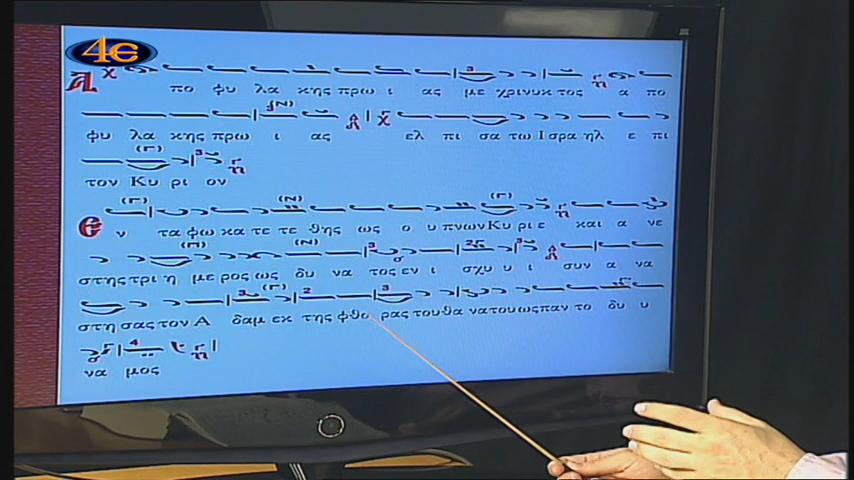 4ε
Α πο φυ λα κης πρω ι ας με χρι νυκ τος α πο
φυ λα κης πρω ι ας ελ πι σα τω Ι σρα ηλ ε πι
τον Κυ ρι ον
Ε ν τα φω κα τε τε θης ως ο υ πνων Κυ ρι ε και α νε
στης τρι η με ρος ως δυ να τος εν ι σχυ υ ι συν α να
στη σας τον Α δαμ εκ της φθο ρας του θα να του ως παν το δυ υ
να μος